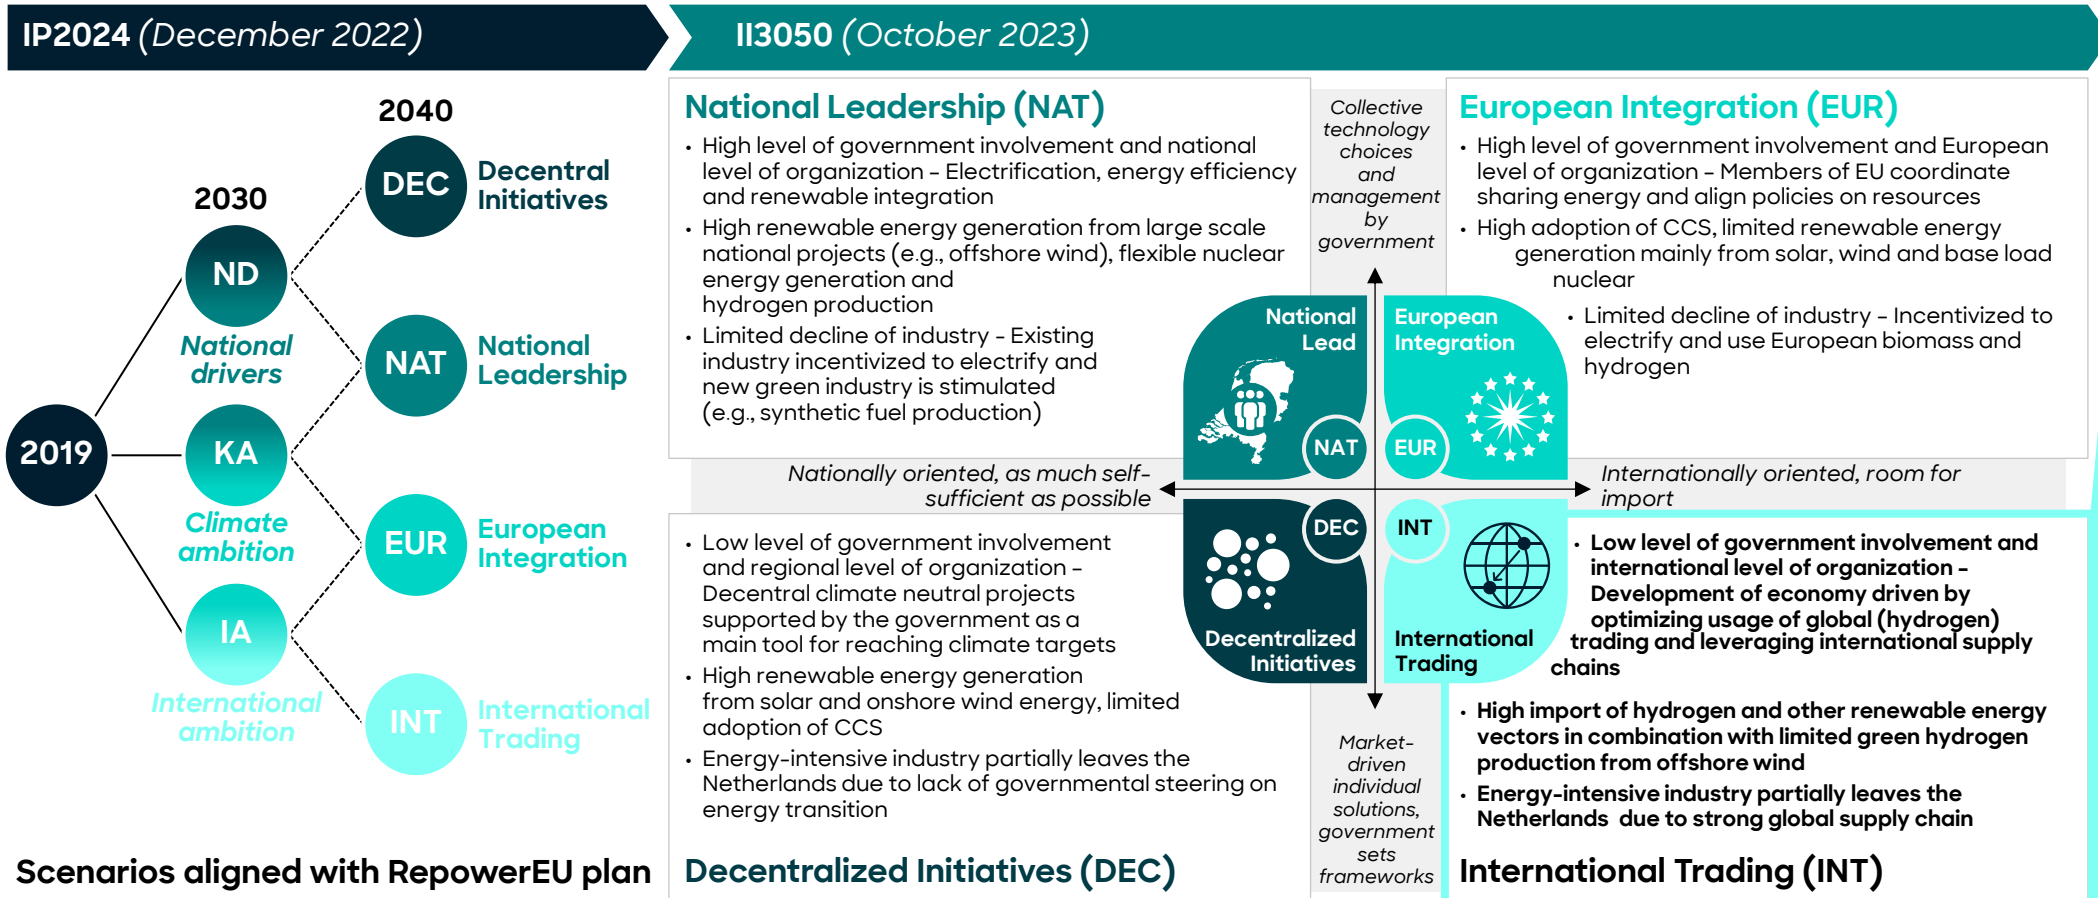 IP2024 (December 2022)
II3050 (October 2023)
2040
2030
2019
ND
National
drivers
KA
Climate
ambition
IA
International
ambition
DEC
Decentral
Initiatives
NAT
National
Leadership
EUR
European
Integration
INT
International
Trading
Scenarios aligned with RepowerEU plan
National Leadership (NAT)
• High level of government involvement and national
level of organization – Electrification, energy efficiency
and renewable integration
• High renewable energy generation from large scale
national projects (e.g., offshore wind), flexible nuclear
energy generation and
hydrogen production
• Limited decline of industry - Existing
industry incentivized to electrify and
new green industry is stimulated
(e.g., synthetic fuel production)
Collective
technology
choices
and
management
by
government
European Integration (EUR)
• High level of government involvement and European
level of organization – Members of EU coordinate
sharing energy and align policies on resources
• High adoption of CCS, limited renewable energy
generation mainly from solar, wind and base load
nuclear
• Limited decline of industry – Incentivized to
electrify and use European biomass and
hydrogen
National
Lead
NAT
European
Integration
EUR
Nationally oriented, as much self-
sufficient as possible
Internationally oriented, room for
import
DEC
Decentralized
Initiatives
INT
International
Trading
• Low level of government involvement
and regional level of organization –
Decentral climate neutral projects
supported by the government as a
main tool for reaching climate targets
• High renewable energy generation
from solar and onshore wind energy, limited
adoption of CCS
• Energy-intensive industry partially leaves the
Netherlands due to lack of governmental steering on
energy transition
Decentralized Initiatives (DEC)
Market-
driven
individual
solutions,
government
sets
frameworks
• Low level of government involvement and
international level of organization –
Development of economy driven by
optimizing usage of global (hydrogen)
trading and leveraging international supply
chains
• High import of hydrogen and other renewable energy
vectors in combination with limited green hydrogen
production from offshore wind
• Energy-intensive industry partially leaves the
Netherlands due to strong global supply chain
International Trading (INT)